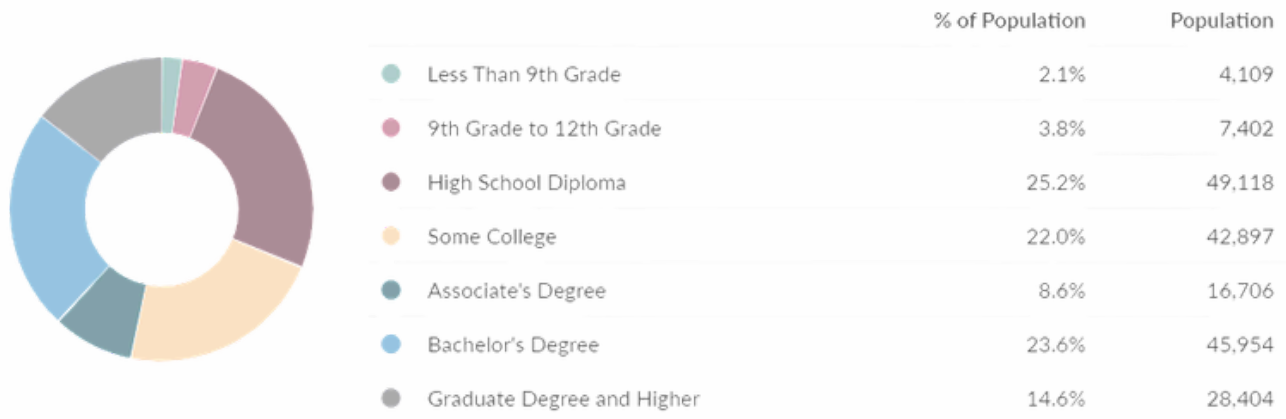 % of Population Population
Less Than 9th Grade 2.1% 4,109
9th Grade to 12th Grade 3.8% 7,402
High School Diploma 25.2% 49,118
Some College 22.0% 42,897
Associate's Degree 8.6% 16,706
Bachelor's Degree 23.6% 45,954
Graduate Degree and Higher 14.6% 28,404